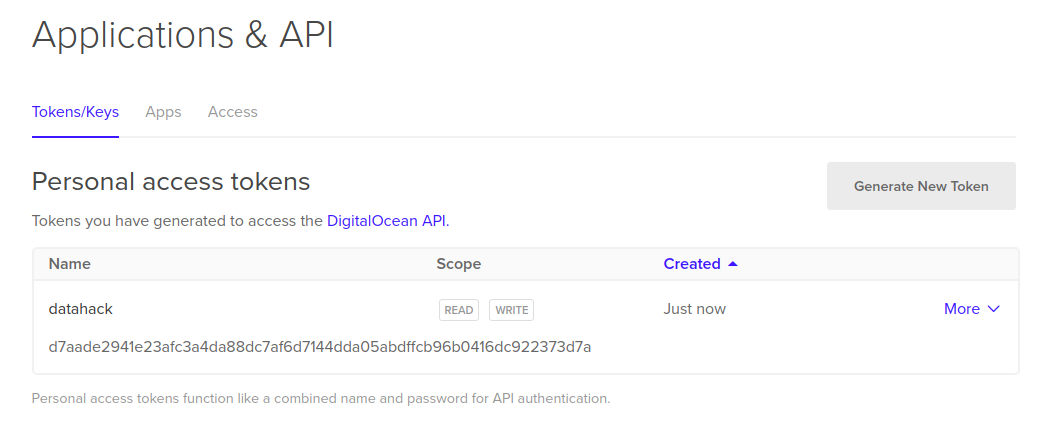 Applications & API
Tokens/Keys Apps Access
Personal access tokens
Generate New Token
Tokens you have generated to access the DigitalOcean API.
Name Scope Created
datahack READ WRITE Just now More
d7aade2941e23afc3a4da88dc7af6d7144dda05abdffcb96b0416dc922373d7a
Personal access tokens function like a combined name and password for API authentication.